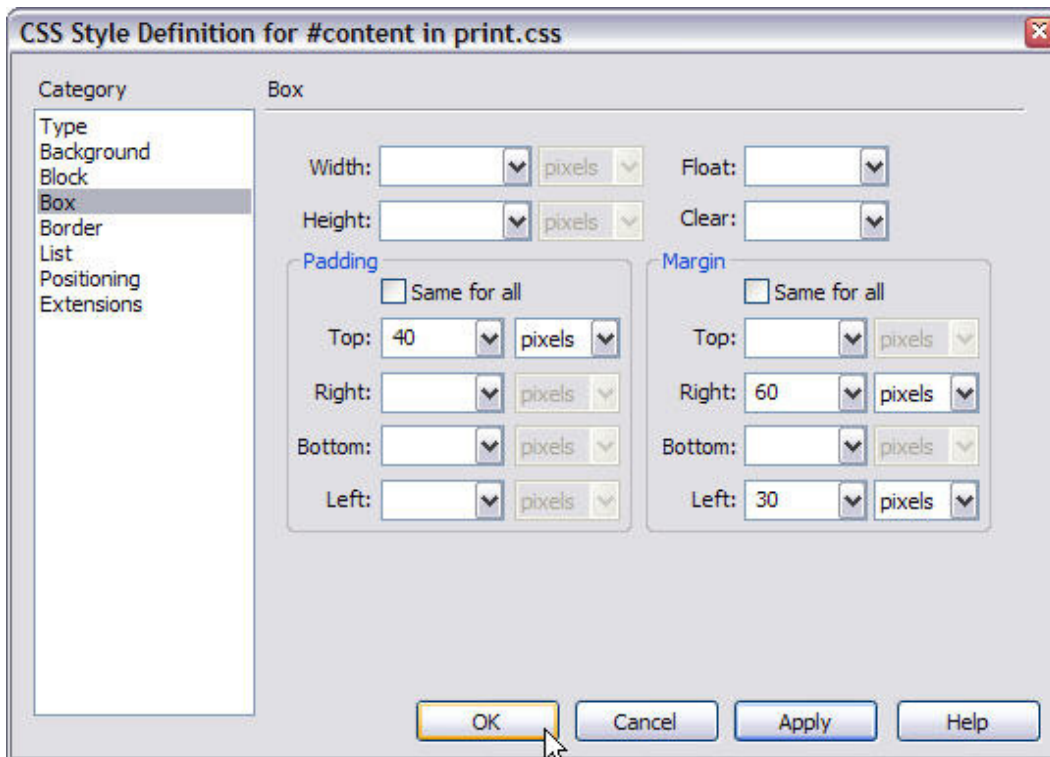 CSS Style Definition for #content in print.css
Category
Type
Background
Block
Box
Border
List
Positioning
Extensions
Box
Width: pixels Float:
Height: pixels Clear:
Padding
Same for all
Top: 40 pixels
Right: pixels
Bottom: pixels
Left: pixels
Margin
Same for all
Top: pixels
Right: 60 pixels
Bottom: pixels
Left: 30 pixels
OK Cancel Apply Help